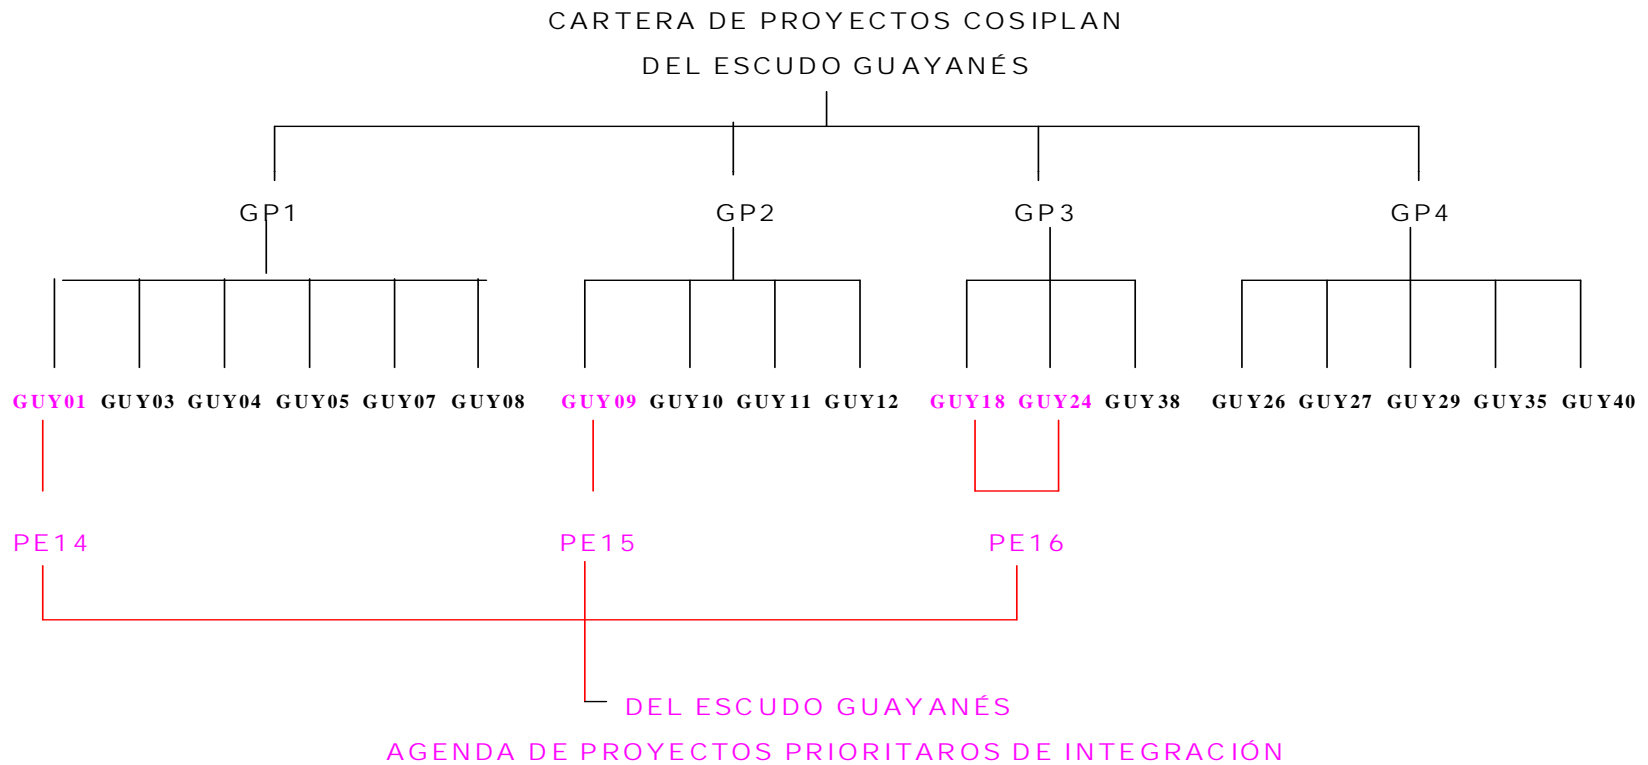 CARTERA DE PROYECTOS COSIPLAN
DEL ESCUDO GUAYANÉS
GP1 GP2 GP3 GP4
GUY01 GUY03 GUY04 GUY05 GUY07 GUY08 GUY09 GUY10 GUY11 GUY12 GUY18 GUY24 GUY38 GUY26 GUY27 GUY29 GUY35 GUY40
PE14 PE15 PE16
DEL ESCUDO GUAYANÉS
AGENDA DE PROYECTOS PRIORITAROS DE INTEGRACIÓN